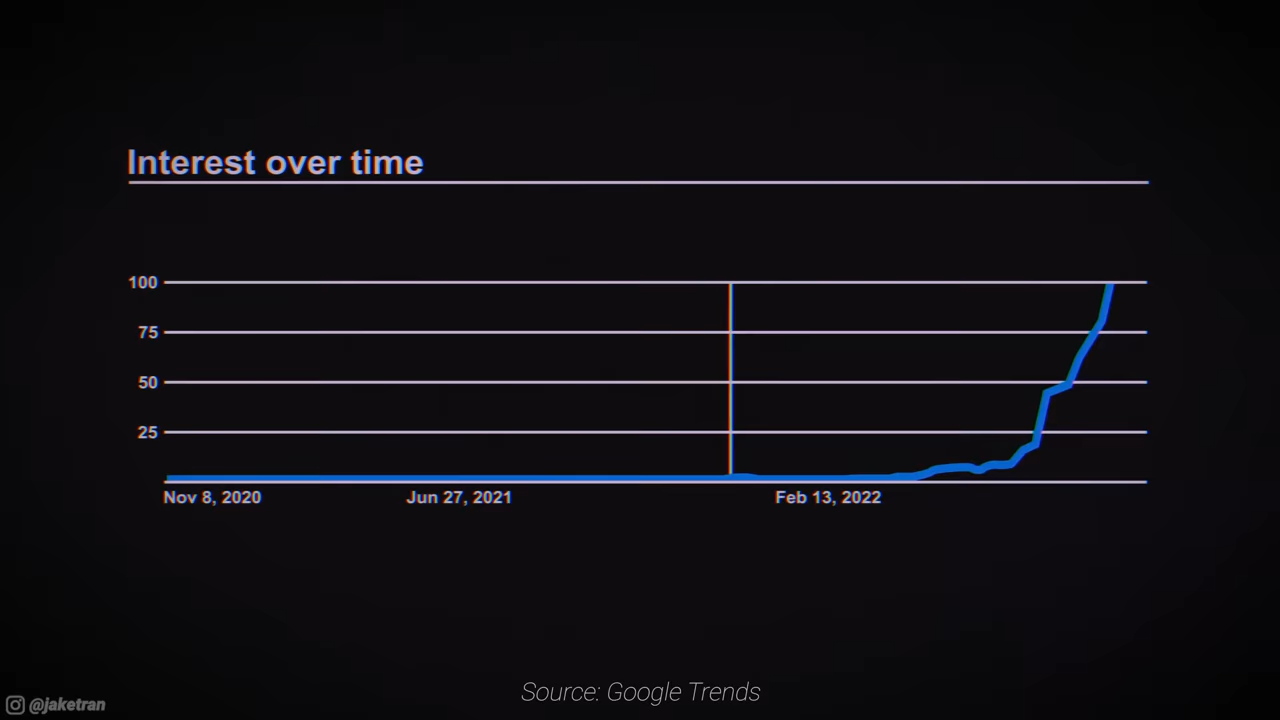 Interest over time
100
75
50
25
Nov 8, 2020
Jun 27, 2021
Feb 13, 2022
Source: Google Trends
@jaketran